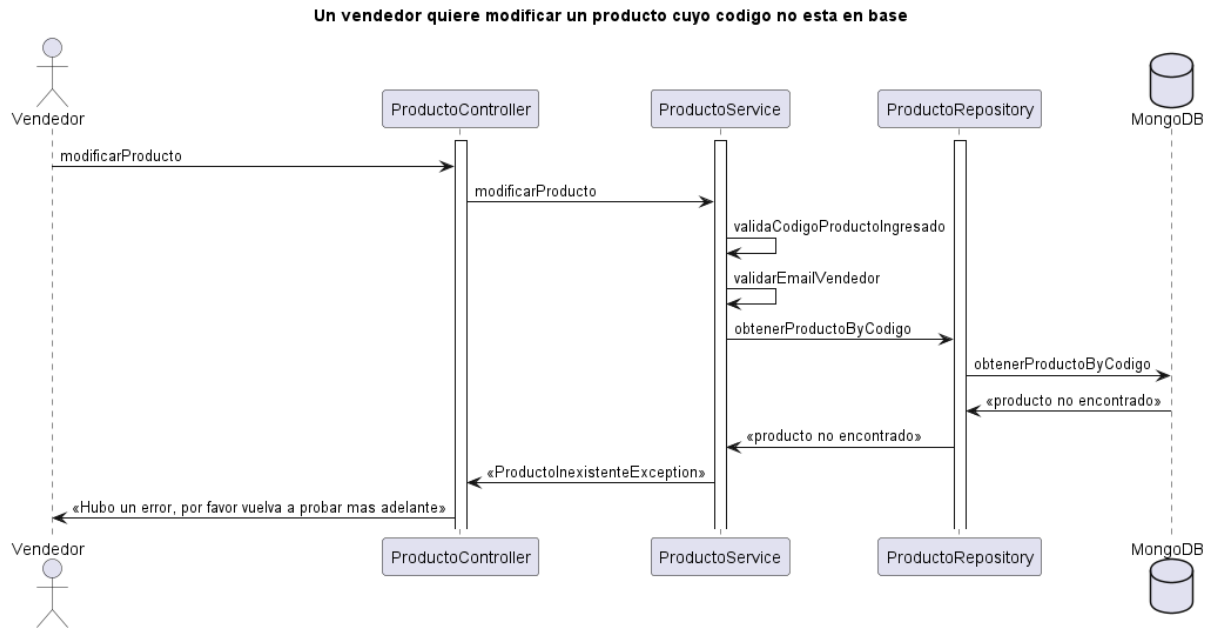 Un vendedor quiere modificar un producto cuyo codigo no esta en base
Vendedor
ProductoController
ProductoService
ProductoRepository
MongoDB
modificarProducto
modificarProducto
validaCodigoProductoIngresado
validarEmailVendedor
obtenerProductoByCodigo
obtenerProductoByCodigo
«producto no encontrado»
«producto no encontrado»
«ProductoInexistenteException»
«Hubo un error, por favor vuelva a probar mas adelante»
Vendedor
ProductoController
ProductoService
ProductoRepository
MongoDB